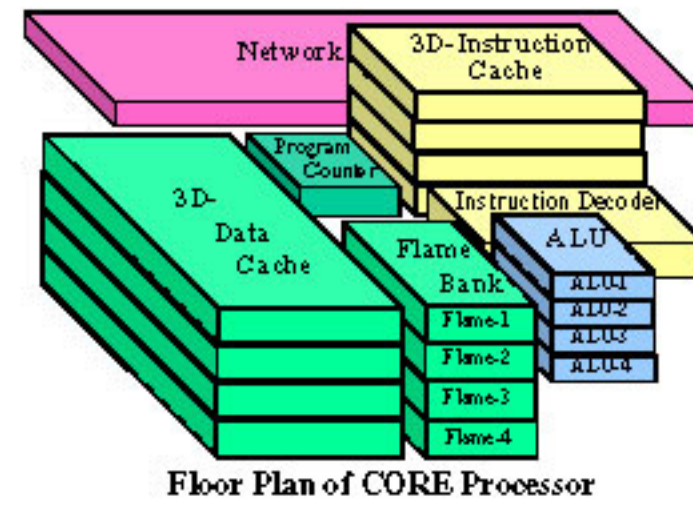 Network
3D-Instruction
Cache
Program
Counter
3D-
Data
Cache
Instruction Decoder
Flame
Bank
ALU
ALU-1
ALU-2
ALU-3
ALU-4
Flame-1
Flame-2
Flame-3
Flame-4
Floor Plan of CORE Processor